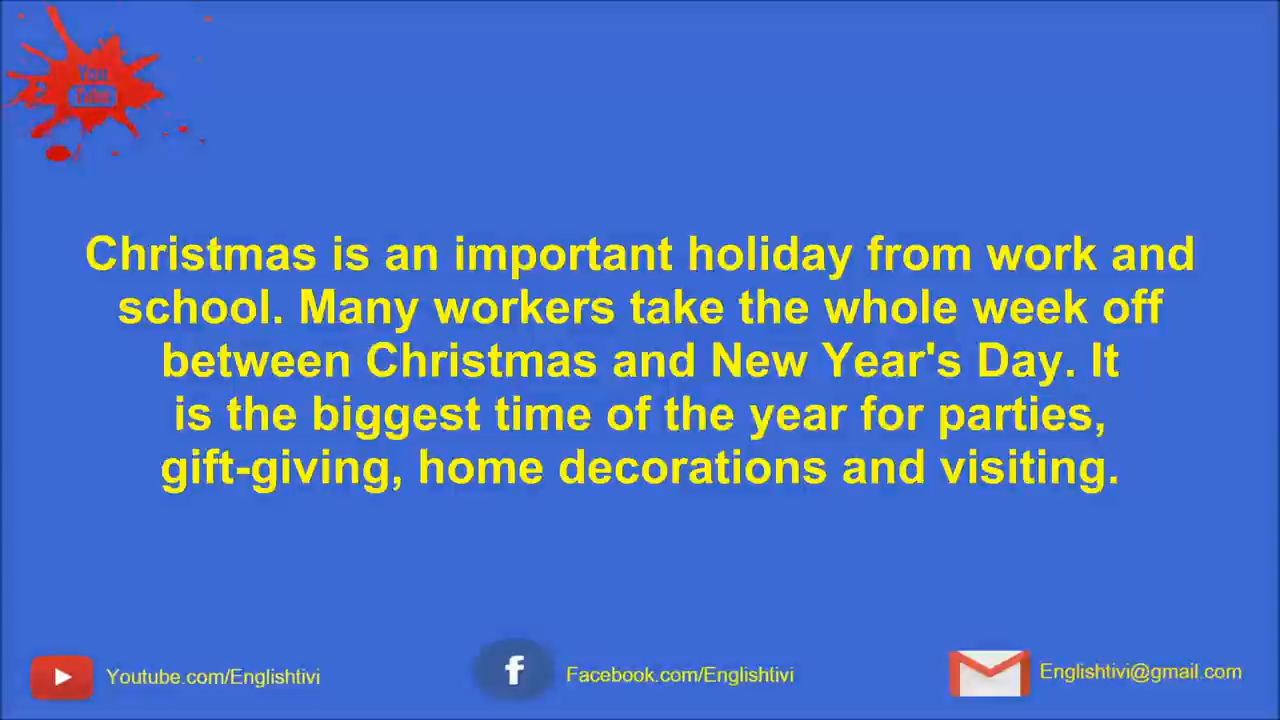 You
Tube
Christmas is an important holiday from work and
school. Many workers take the whole week off
between Christmas and New Year's Day. It
is the biggest time of the year for parties,
gift-giving, home decorations and visiting.
Youtube.com/Englishtivi
f
Facebook.com/Englishtivi
Englishtivi@gmail.com